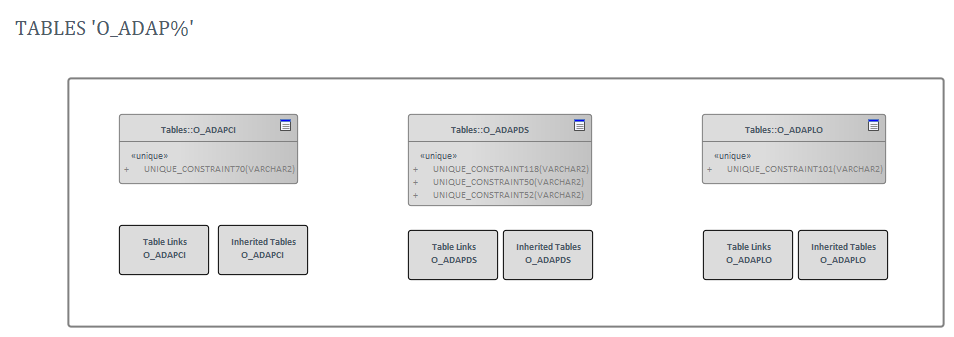 TABLES 'O_ADAP%'
Tables::O_ADAPCI
«unique»
+ UNIQUE_CONSTRAINT70(VARCHAR2)
Table Links
O_ADAPCI
Inherited Tables
O_ADAPCI
Tables::O_ADAPDS
«unique»
+ UNIQUE_CONSTRAINT118(VARCHAR2)
+ UNIQUE_CONSTRAINT50(VARCHAR2)
+ UNIQUE_CONSTRAINT52(VARCHAR2)
Table Links
O_ADAPDS
Inherited Tables
O_ADAPDS
Tables::O_ADAPLO
«unique»
+ UNIQUE_CONSTRAINT101(VARCHAR2)
Table Links
O_ADAPLO
Inherited Tables
O_ADAPLO